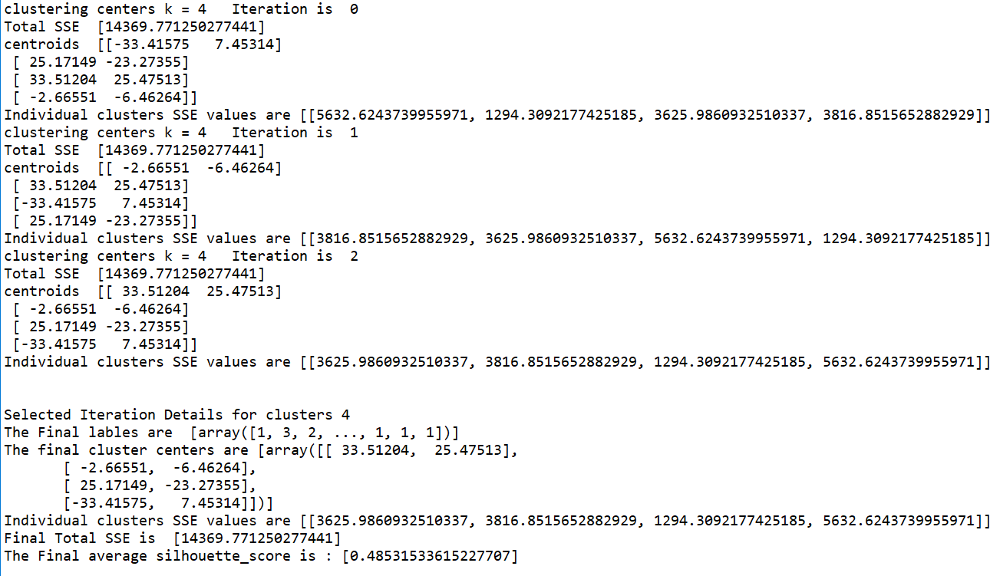 clustering centers k = 4   Iteration is  0
Total SSE  [14369.771250277441]
centroids  [[-33.41575   7.45314]
 [ 25.17149 -23.27355]
 [ 33.51204  25.47513]
 [ -2.66551  -6.46264]]
Individual clusters SSE values are [[5632.6243739955971, 1294.3092177425185, 3625.9860932510337, 3816.8515652882929]]
clustering centers k = 4   Iteration is  1
Total SSE  [14369.771250277441]
centroids  [[ -2.66551  -6.46264]
 [ 33.51204  25.47513]
 [-33.41575   7.45314]
 [ 25.17149 -23.27355]]
Individual clusters SSE values are [[3816.8515652882929, 3625.9860932510337, 5632.6243739955971, 1294.3092177425185]]
clustering centers k = 4   Iteration is  2
Total SSE  [14369.771250277441]
centroids  [[ 33.51204  25.47513]
 [ -2.66551  -6.46264]
 [ 25.17149 -23.27355]
 [-33.41575   7.45314]]
Individual clusters SSE values are [[3625.9860932510337, 3816.8515652882929, 1294.3092177425185, 5632.6243739955971]]
Selected Iteration Details for clusters 4
The Final lables are  [array([1, 3, 2, ..., 1, 1, 1])]
The final cluster centers are [array([[ 33.51204,  25.47513],
       [ -2.66551,  -6.46264],
       [ 25.17149, -23.27355],
       [-33.41575,   7.45314]])]
Individual clusters SSE values are [[3625.9860932510337, 3816.8515652882929, 1294.3092177425185, 5632.6243739955971]]
Final Total SSE is  [14369.771250277441]
The Final average silhouette_score is : [0.48531533615227707]